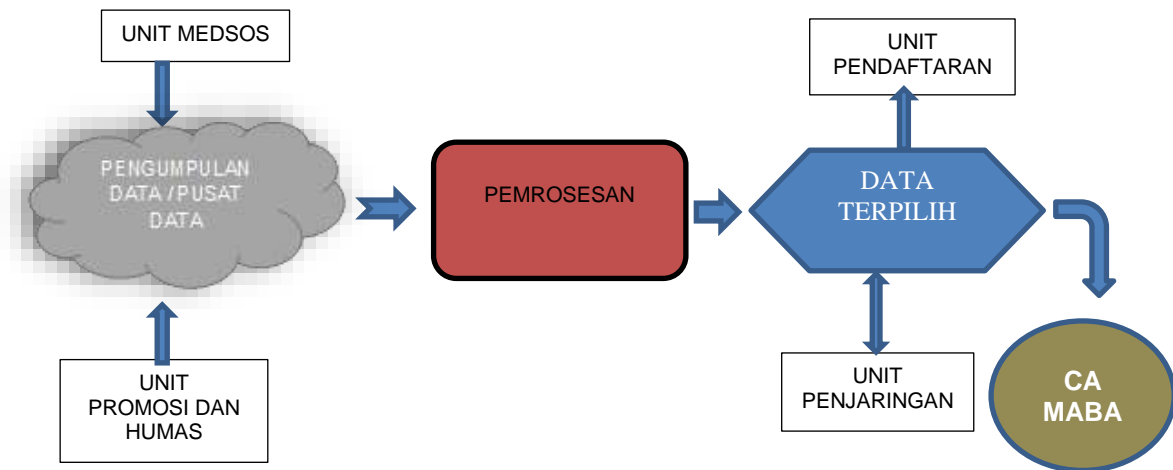 UNIT MEDSOS
PENGUMPULAN
DATA / PUSAT
DATA
UNIT
PROMOSI DAN
HUMAS
PEMROSESAN
UNIT
PENDAFTARAN
DATA
TERPILIH
UNIT
PENJARINGAN
CA
MABA